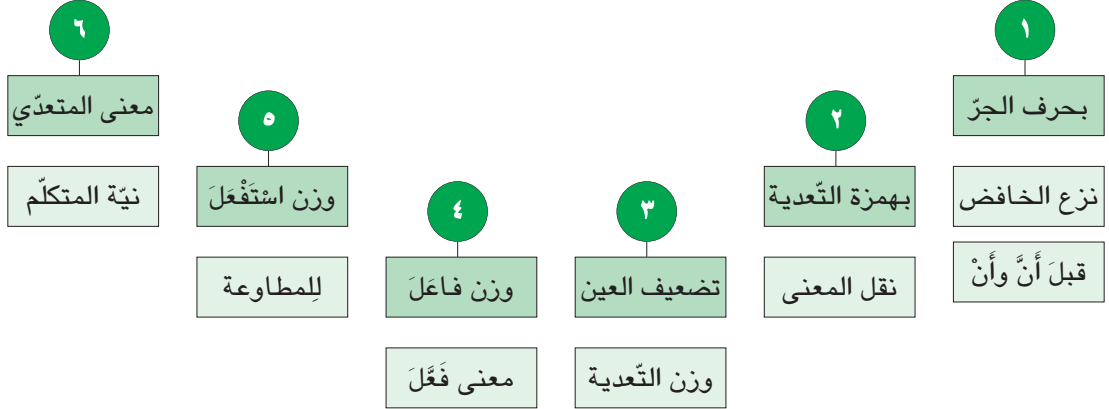 ١
بحرف الجرّ
نزع الخافض
قبلَ أَنَّ وأَنْ
٢
بهمزة التّعدية
نقل المعنى
٣
تضعيف العين
وزن التّعدية
٤
وزن فاعَلَ
معنى فَعَّلَ
٥
وزن اسْتَفْعَلَ
لِلمطاوعة
٦
معنى المتعدّي
نيّة المتكلّم